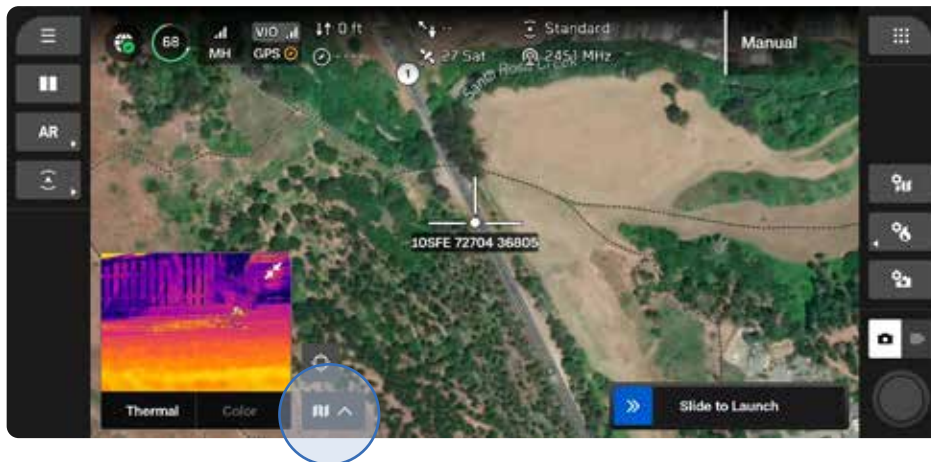 68
MH
VIO
GPS
0 ft
--
Standard
27 Sat
2451 MHz
Manual
AR
1
Santa Rosa Creek
10SFE 72704 36805
Thermal
Color
Slide to Launch